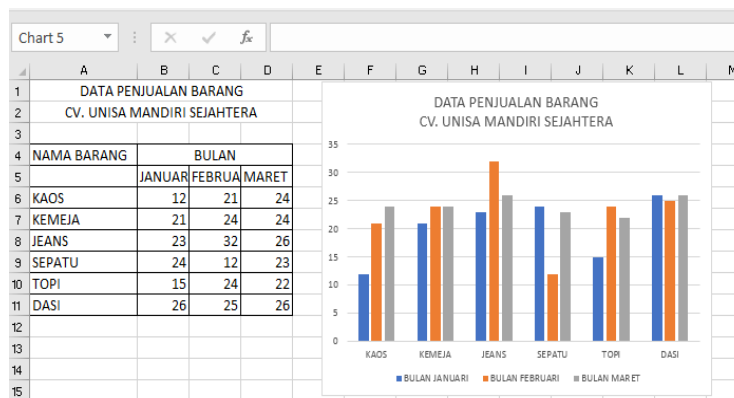 Chart 5
fx
A B C D E F G H I J K L
1 DATA PENJUALAN BARANG
2 CV. UNISA MANDIRI SEJAHTERA
3
4 NAMA BARANG BULAN
5 JANUAR FEBRUA MARET
6 KAOS 12 21 24
7 KEMEJA 21 24 24
8 JEANS 23 32 26
9 SEPATU 24 12 23
10 TOPI 15 24 22
11 DASI 26 25 26
12
13
14
15
DATA PENJUALAN BARANG
CV. UNISA MANDIRI SEJAHTERA
35
30
25
20
15
10
5
0
KAOS KEMEJA JEANS SEPATU TOPI DASI
BULAN JANUARI BULAN FEBRUARI BULAN MARET